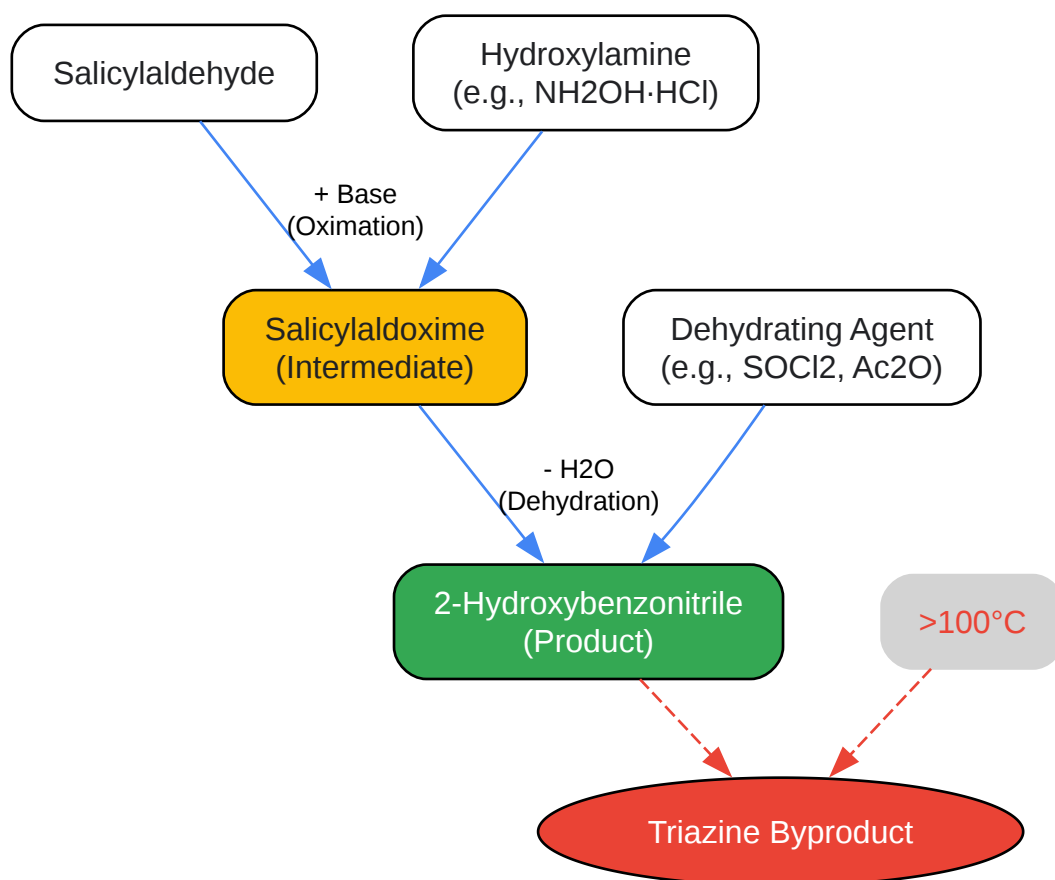 Salicylaldehyde
Hydroxylamine
(e.g., NH2OH·HCl)
+ Base
(Oximation)
Salicylaldoxime
(Intermediate)
Dehydrating Agent
(e.g., SOCl2, Ac2O)
- H2O
(Dehydration)
2-Hydroxybenzonitrile
(Product)
>100°C
Triazine Byproduct